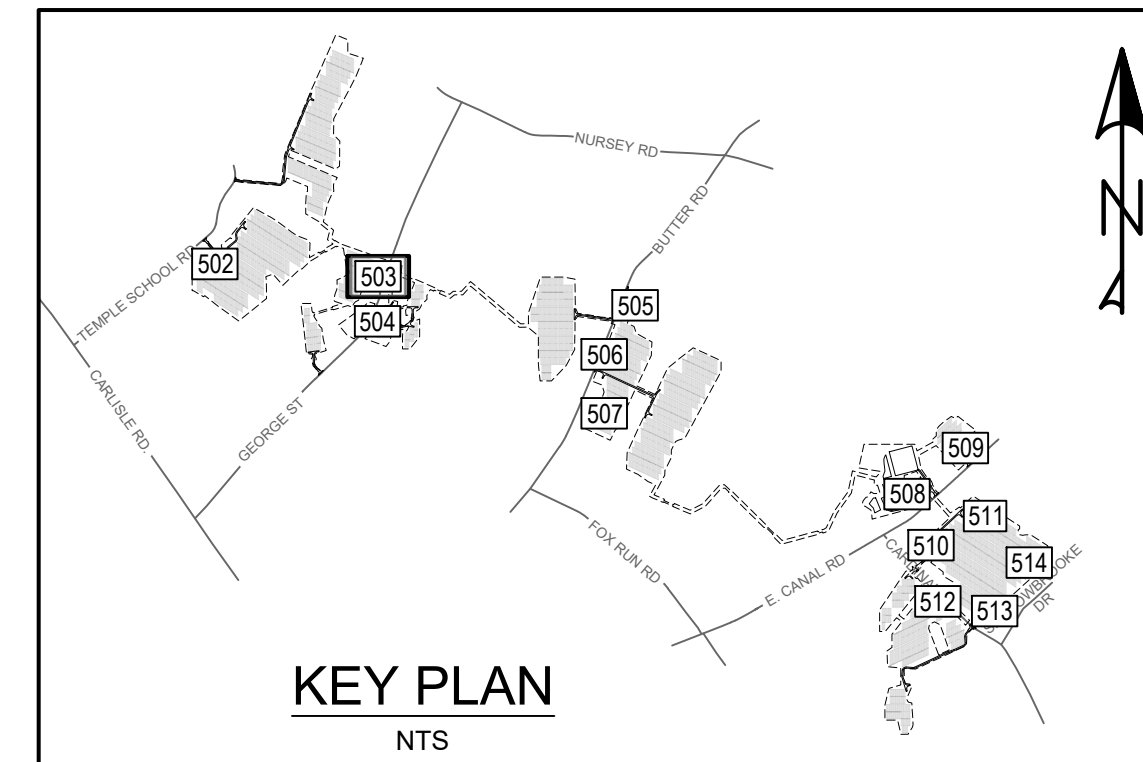 NURSEY RD
BUTTER RD
TEMPLE SCHOOL RD
CARLISLE RD.
GEORGE ST
FOX RUN RD
E. CANAL RD
DR
502
503
504
505
506
507
508
509
510
511
512
513
514
N
KEY PLAN
NTS